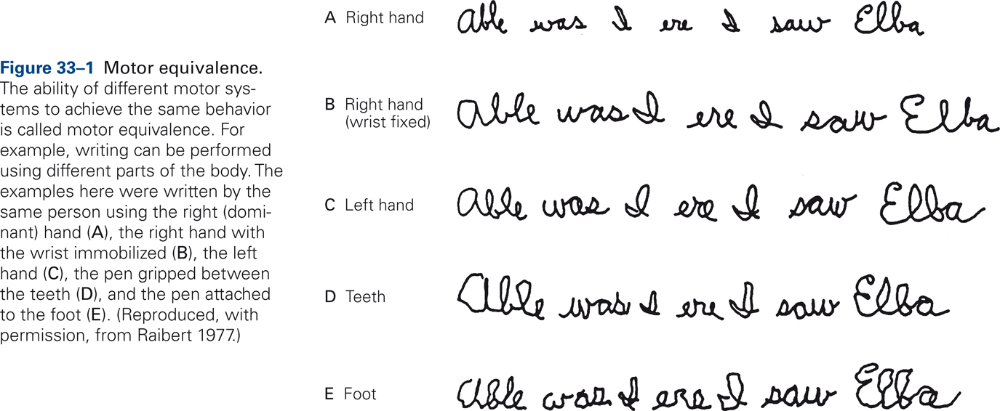 Figure 33–1 Motor equivalence.
The ability of different motor sys-
tems to achieve the same behavior
is called motor equivalence. For
example, writing can be performed
using different parts of the body. The
examples here were written by the
same person using the right (domi-
nant) hand (A), the right hand with
the wrist immobilized (B), the left
hand (C), the pen gripped between
the teeth (D), and the pen attached
to the foot (E). (Reproduced, with
permission, from Raibert 1977.)
A Right hand
Able was I ere I saw Elba
B Right hand
(wrist fixed)
Able was I ere I saw Elba
C Left hand
Able was I ere I saw Elba
D Teeth
Able was I ere I saw Elba
E Foot
Able was I ere I saw Elba